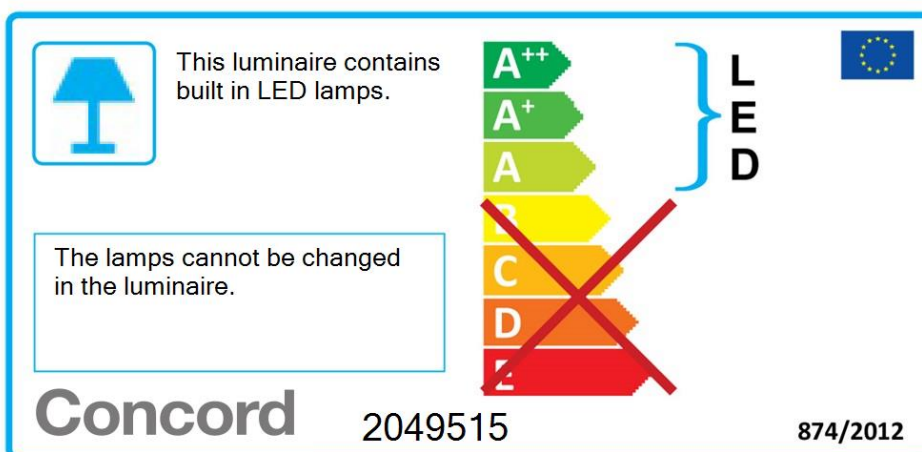 This luminaire contains
built in LED lamps.
A++
A+
A
B
C
D
E
L
E
D
The lamps cannot be changed
in the luminaire.
Concord
2049515
874/2012